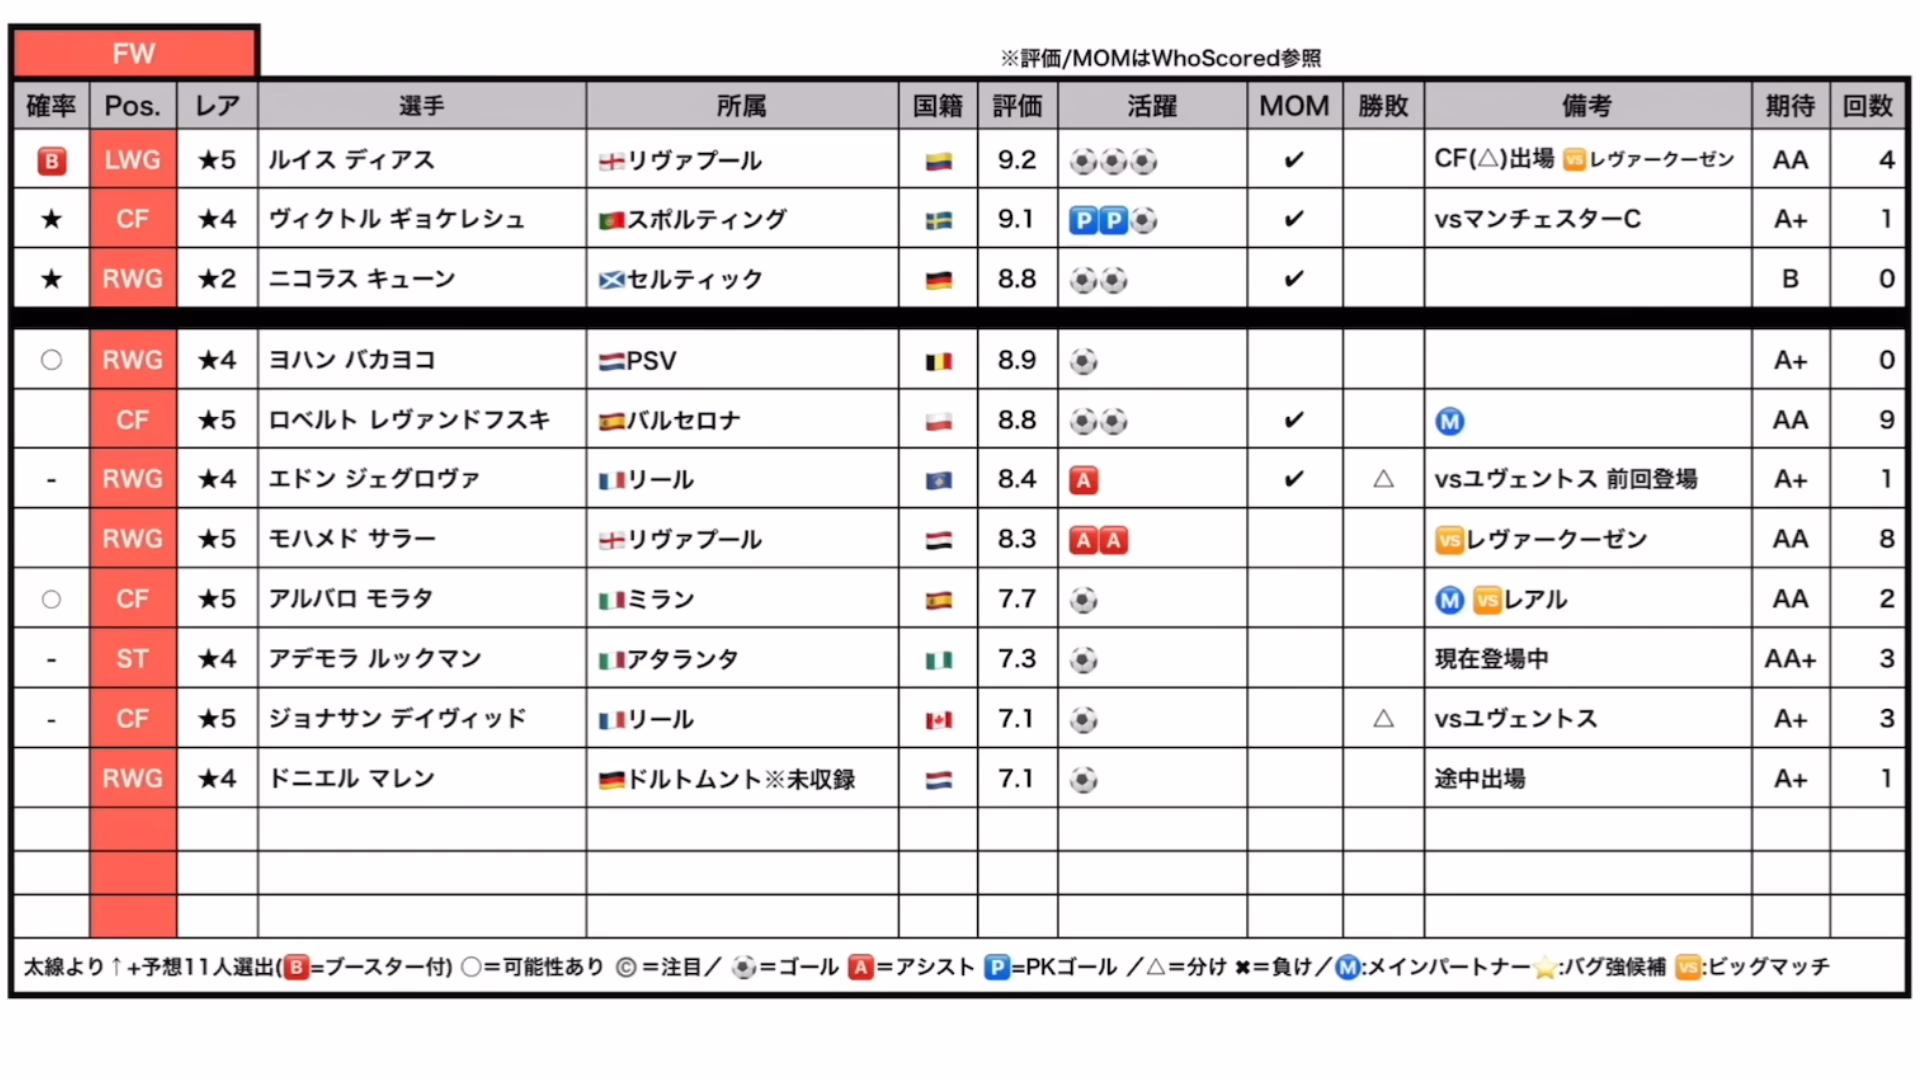 FW
※評価/MOMはWhoScored参照
確率 Pos. レア 選手 所属 国籍 評価 活躍 MOM 勝敗 備考 期待 回数
B LWG ★5 ルイス ディアス リヴァプール 9.2 ✔ CF(△)出場 VS レヴァークーゼン AA 4
★ CF ★4 ヴィクトル ギョケレシュ スポルティング 9.1 P P ✔ vsマンチェスターC A+ 1
★ RWG ★2 ニコラス キューン セルティック 8.8 ✔ B 0
○ RWG ★4 ヨハン バカヨコ PSV 8.9 A+ 0
CF ★5 ロベルト レヴァンドフスキ バルセロナ 8.8 ✔ M AA 9
- RWG ★4 エドン ジェグロヴァ リール 8.4 A ✔ △ vsユヴェントス 前回登場 A+ 1
RWG ★5 モハメド サラー リヴァプール 8.3 A A VS レヴァークーゼン AA 8
○ CF ★5 アルバロ モラタ ミラン 7.7 M VS レアル AA 2
- ST ★4 アデモラ ルックマン アタランタ 7.3 現在登場中 AA+ 3
- CF ★5 ジョナサン デイヴィッド リール 7.1 △ vsユヴェントス A+ 3
RWG ★4 ドニエル マレン ドルトムント※未収録 7.1 途中出場 A+ 1
太線より↑+予想11人選出(B=ブースター付) ○=可能性あり ©=注目/ ⚽=ゴール A=アシスト P=PKゴール /△=分け ✖=負け/M:メインパートナー⭐:バグ強候補 VS:ビッグマッチ